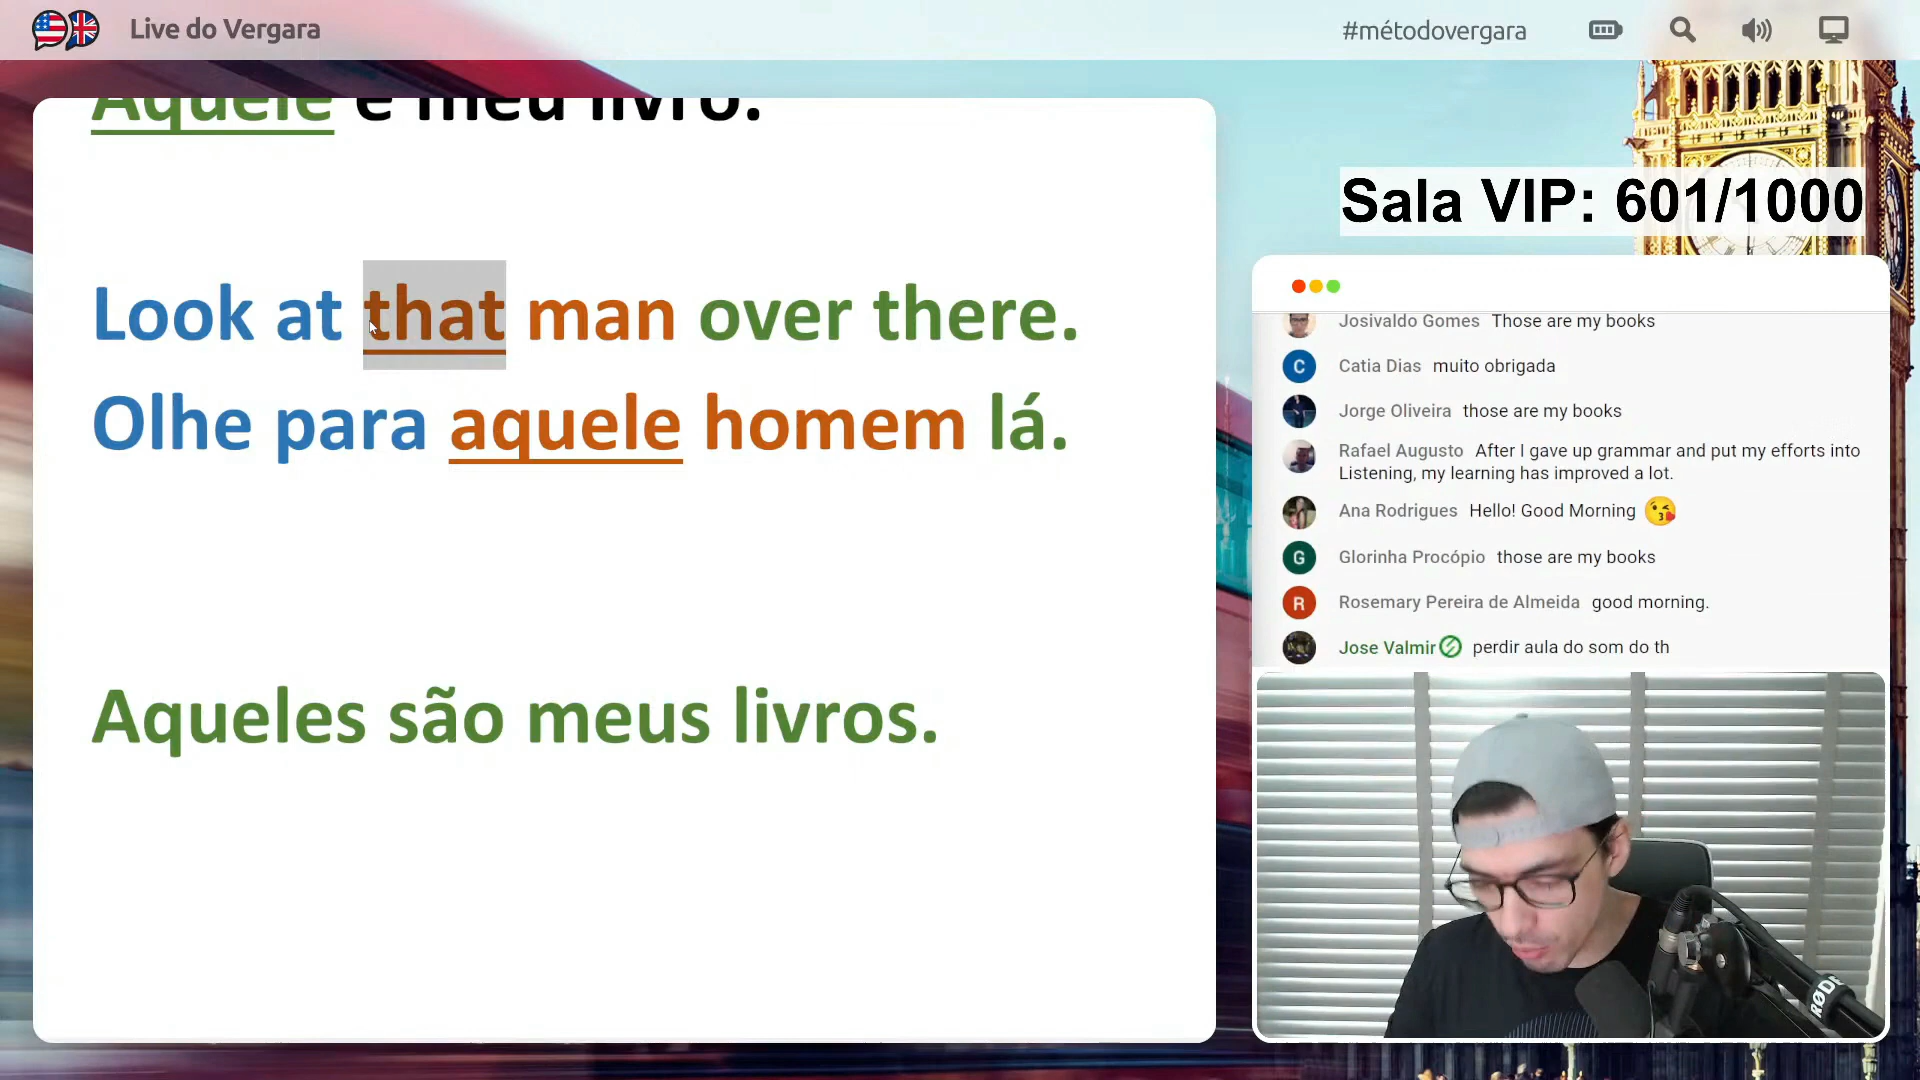 Live do Vergara
#métodovergara
Aquele é meu livro.
Look at that man over there.
Olhe para aquele homem lá.
Aqueles são meus livros.
Sala VIP: 601/1000
Josivaldo Gomes Those are my books
C Catia Dias muito obrigada
Jorge Oliveira those are my books
Rafael Augusto After I gave up grammar and put my efforts into
Listening, my learning has improved a lot.
Ana Rodrigues Hello! Good Morning
G Glorinha Procópio those are my books
R Rosemary Pereira de Almeida good morning.
Jose Valmir perdir aula do som do th
RØDE